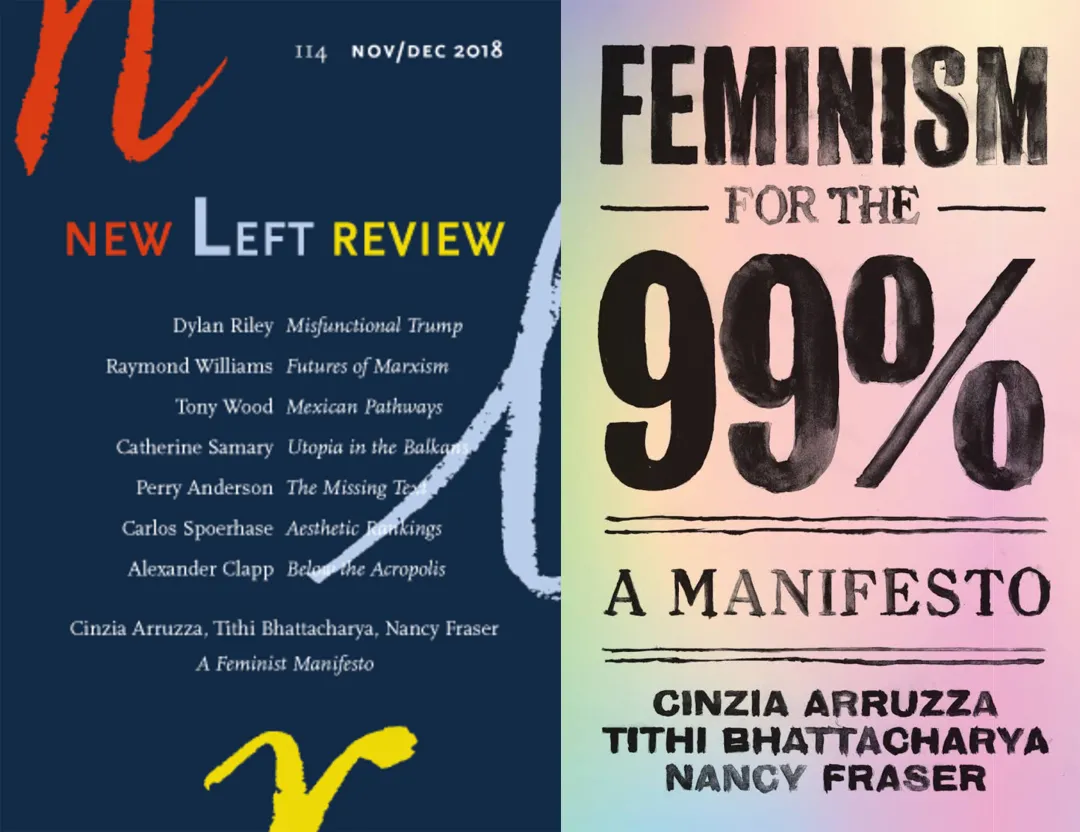 114 NOV/DEC 2018
NEW LEFT REVIEW
Dylan Riley Misfunctional Trump
Raymond Williams Futures of Marxism
Tony Wood Mexican Pathways
Catherine Samary Utopia in the Balkans
Perry Anderson The Missing Text
Carlos Spoerhase Aesthetic Rankings
Alexander Clapp Below the Acropolis
Cinzia Arruzza, Tithi Bhattacharya, Nancy Fraser
A Feminist Manifesto
n
l
r
FEMINISM
FOR THE
99%
A MANIFESTO
CINZIA ARRUZZA
TITHI BHATTACHARYA
NANCY FRASER